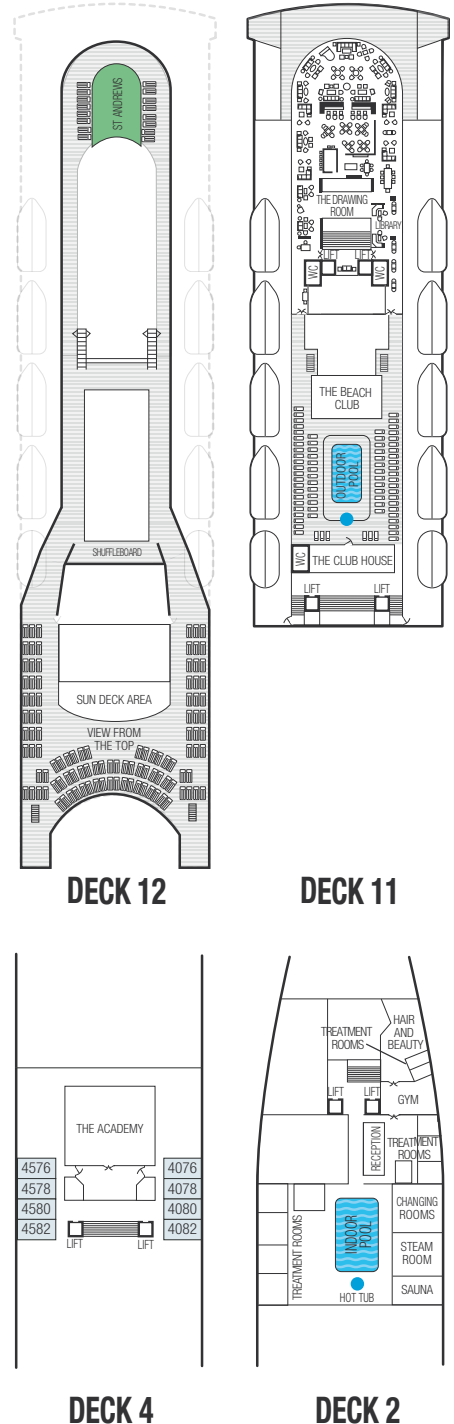 ST ANDREWS
SHUFFLEBOARD
SUN DECK AREA
VIEW FROM
THE TOP
DECK 12
THE DRAWING
ROOM
LIBRARY
LIFT
LIFT
WC
WC
THE BEACH
CLUB
OUTDOOR
POOL
WC
THE CLUB HOUSE
LIFT
LIFT
DECK 11
THE ACADEMY
4576
4578
4580
4582
4076
4078
4080
4082
LIFT
LIFT
DECK 4
HAIR
AND
BEAUTY
TREATMENT
ROOMS
LIFT
LIFT
GYM
RECEPTION
TREATMENT
ROOMS
TREATMENT ROOMS
INDOOR
POOL
CHANGING
ROOMS
STEAM
ROOM
SAUNA
HOT TUB
DECK 2